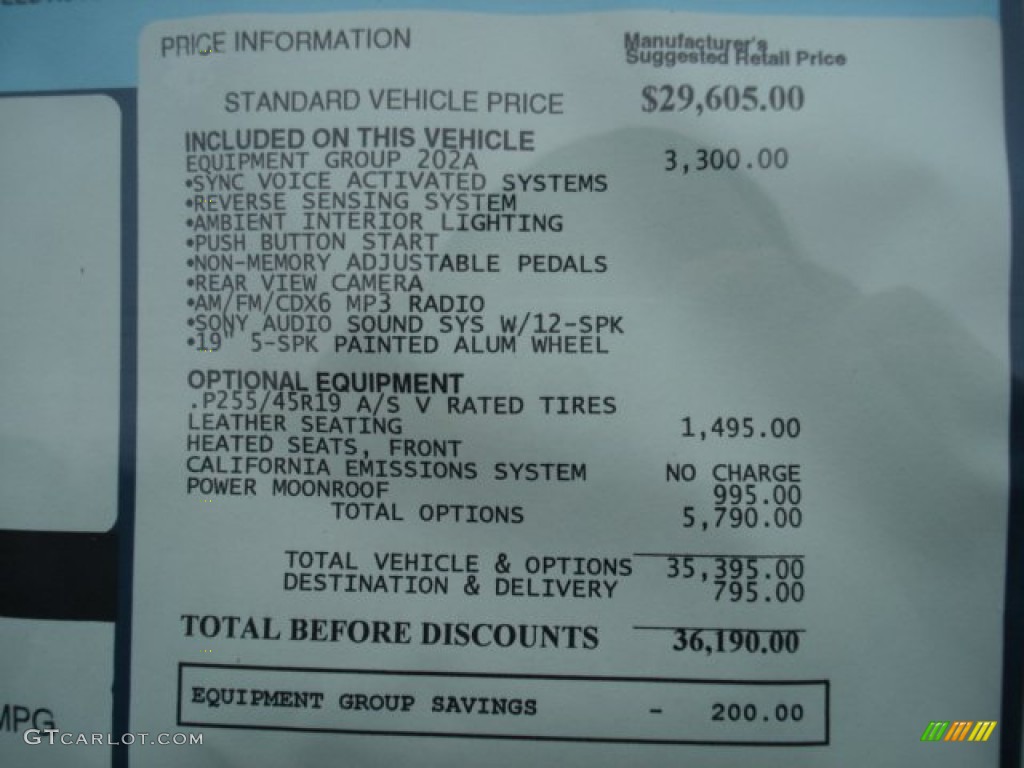 PRICE INFORMATION
Manufacturer's
Suggested Retail Price
STANDARD VEHICLE PRICE $29,605.00
INCLUDED ON THIS VEHICLE
EQUIPMENT GROUP 202A 3,300.00
•SYNC VOICE ACTIVATED SYSTEMS
•REVERSE SENSING SYSTEM
•AMBIENT INTERIOR LIGHTING
•PUSH BUTTON START
•NON-MEMORY ADJUSTABLE PEDALS
•REAR VIEW CAMERA
•AM/FM/CDX6 MP3 RADIO
•SONY AUDIO SOUND SYS W/12-SPK
•19" 5-SPK PAINTED ALUM WHEEL
OPTIONAL EQUIPMENT
.P255/45R19 A/S V RATED TIRES
LEATHER SEATING 1,495.00
HEATED SEATS, FRONT
CALIFORNIA EMISSIONS SYSTEM NO CHARGE
POWER MOONROOF 995.00
TOTAL OPTIONS 5,790.00
TOTAL VEHICLE & OPTIONS 35,395.00
DESTINATION & DELIVERY 795.00
TOTAL BEFORE DISCOUNTS 36,190.00
EQUIPMENT GROUP SAVINGS - 200.00
MPG
GTCARLOT.COM